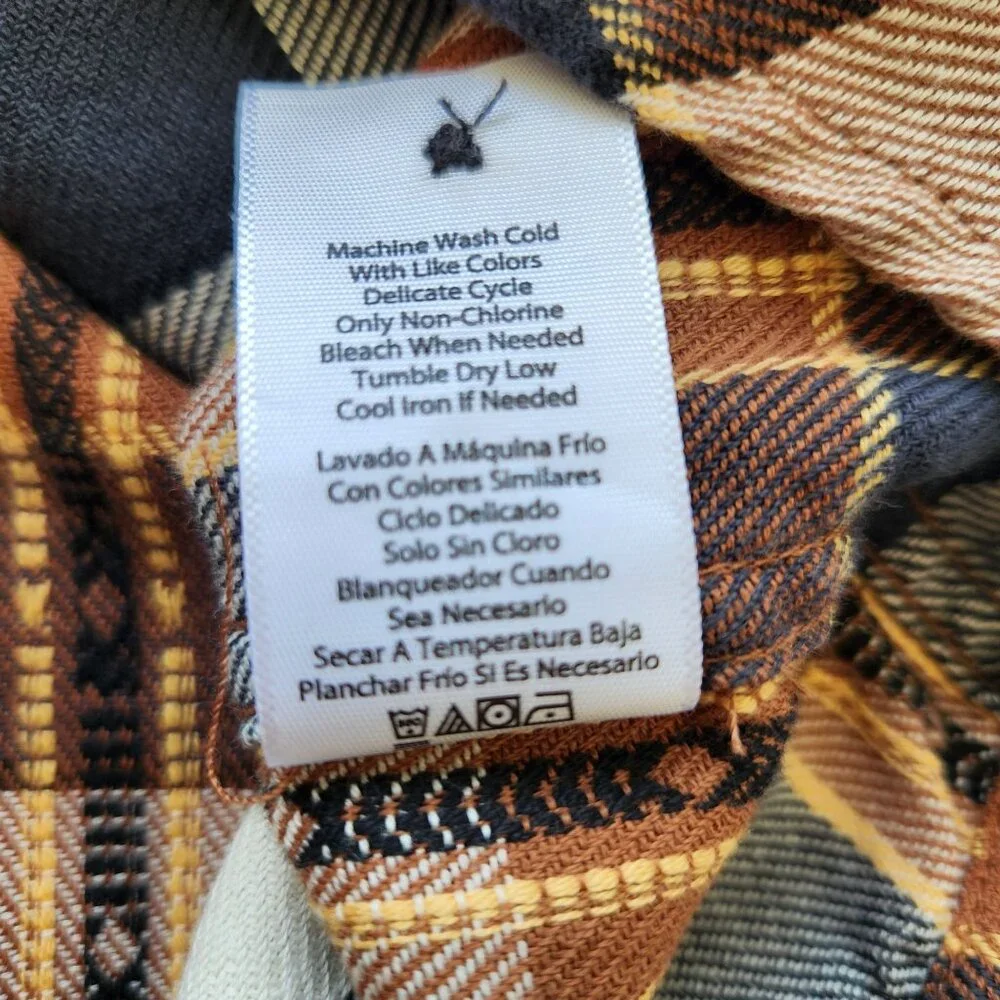 Machine Wash Cold
With Like Colors
Delicate Cycle
Only Non-Chlorine
Bleach When Needed
Tumble Dry Low
Cool Iron If Needed
Lavado A Máquina Frío
Con Colores Similares
Ciclo Delicado
Solo Sin Cloro
Blanqueador Cuando
Sea Necesario
Secar A Temperatura Baja
Planchar Frío Si Es Necesario